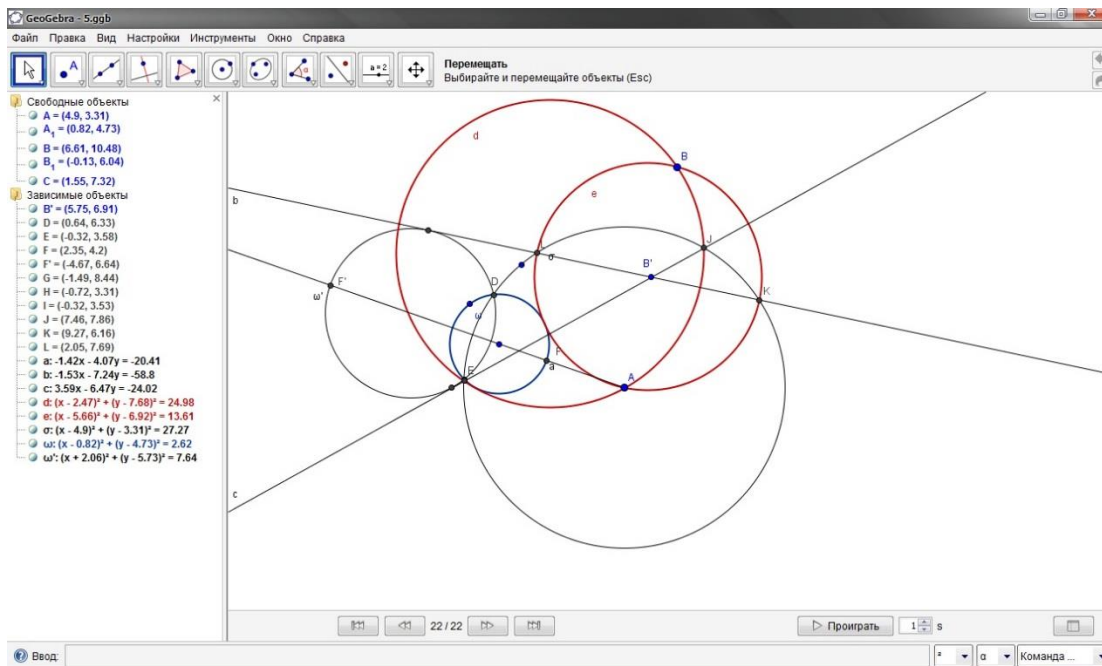 GeoGebra - 5.ggb
Файл Правка Вид Настройки Инструменты Окно Справка
A
a = 2
Перемещать
Выбирайте и перемещайте объекты (Esc)
Свободные объекты
A = (4.9, 3.31)
A₁ = (0.82, 4.73)
B = (6.61, 10.48)
B₁ = (-0.13, 6.04)
C = (1.55, 7.32)
Зависимые объекты
B' = (5.75, 6.91)
D = (0.64, 6.33)
E = (-0.32, 3.58)
F = (2.35, 4.2)
F' = (-4.67, 6.64)
G = (-1.49, 8.44)
H = (-0.72, 3.31)
I = (-0.32, 3.53)
J = (7.46, 7.86)
K = (9.27, 6.16)
L = (2.05, 7.69)
a: -1.42x - 4.07y = -20.41
b: -1.53x - 7.24y = -58.8
c: 3.59x - 6.47y = -24.02
d: (x - 2.47)² + (y - 7.68)² = 24.98
e: (x - 5.66)² + (y - 6.92)² = 13.61
σ: (x - 4.9)² + (y - 3.31)² = 27.27
ω: (x - 0.82)² + (y - 4.73)² = 2.62
ω': (x + 2.06)² + (y - 5.73)² = 7.64
d
B
e
b
L
σ
J
B'
F'
ω'
D
K
ω
F
a
E
A
c
22 / 22
Проиграть
1
s
Ввод:
²
α
Команда ...